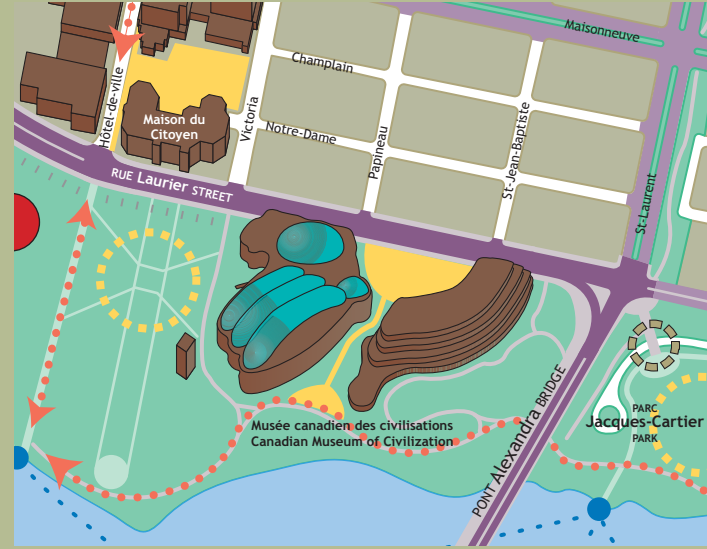 Maisonneuve
Champlain
Hôtel-de-ville
Maison du
Citoyen
Victoria
Notre-Dame
Papineau
St-Jean-Baptiste
RUE Laurier STREET
St-Laurent
Musée canadien des civilisations
Canadian Museum of Civilization
PONT Alexandra BRIDGE
PARC
Jacques-Cartier
PARK